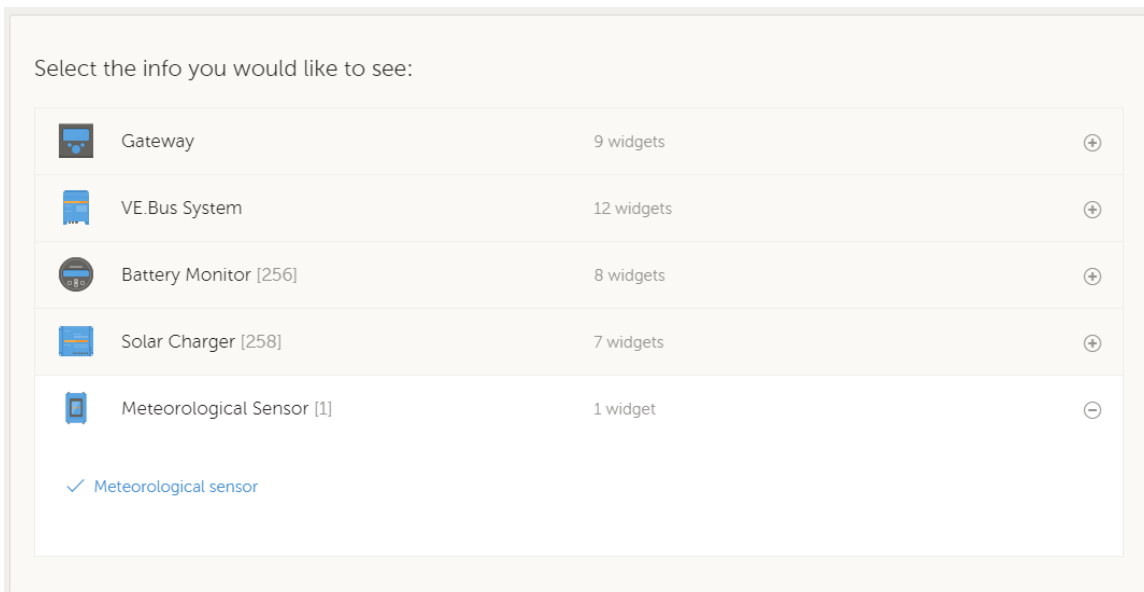 Select the info you would like to see:
Gateway 9 widgets
VE.Bus System 12 widgets
Battery Monitor [256] 8 widgets
Solar Charger [258] 7 widgets
Meteorological Sensor [1] 1 widget
Meteorological sensor